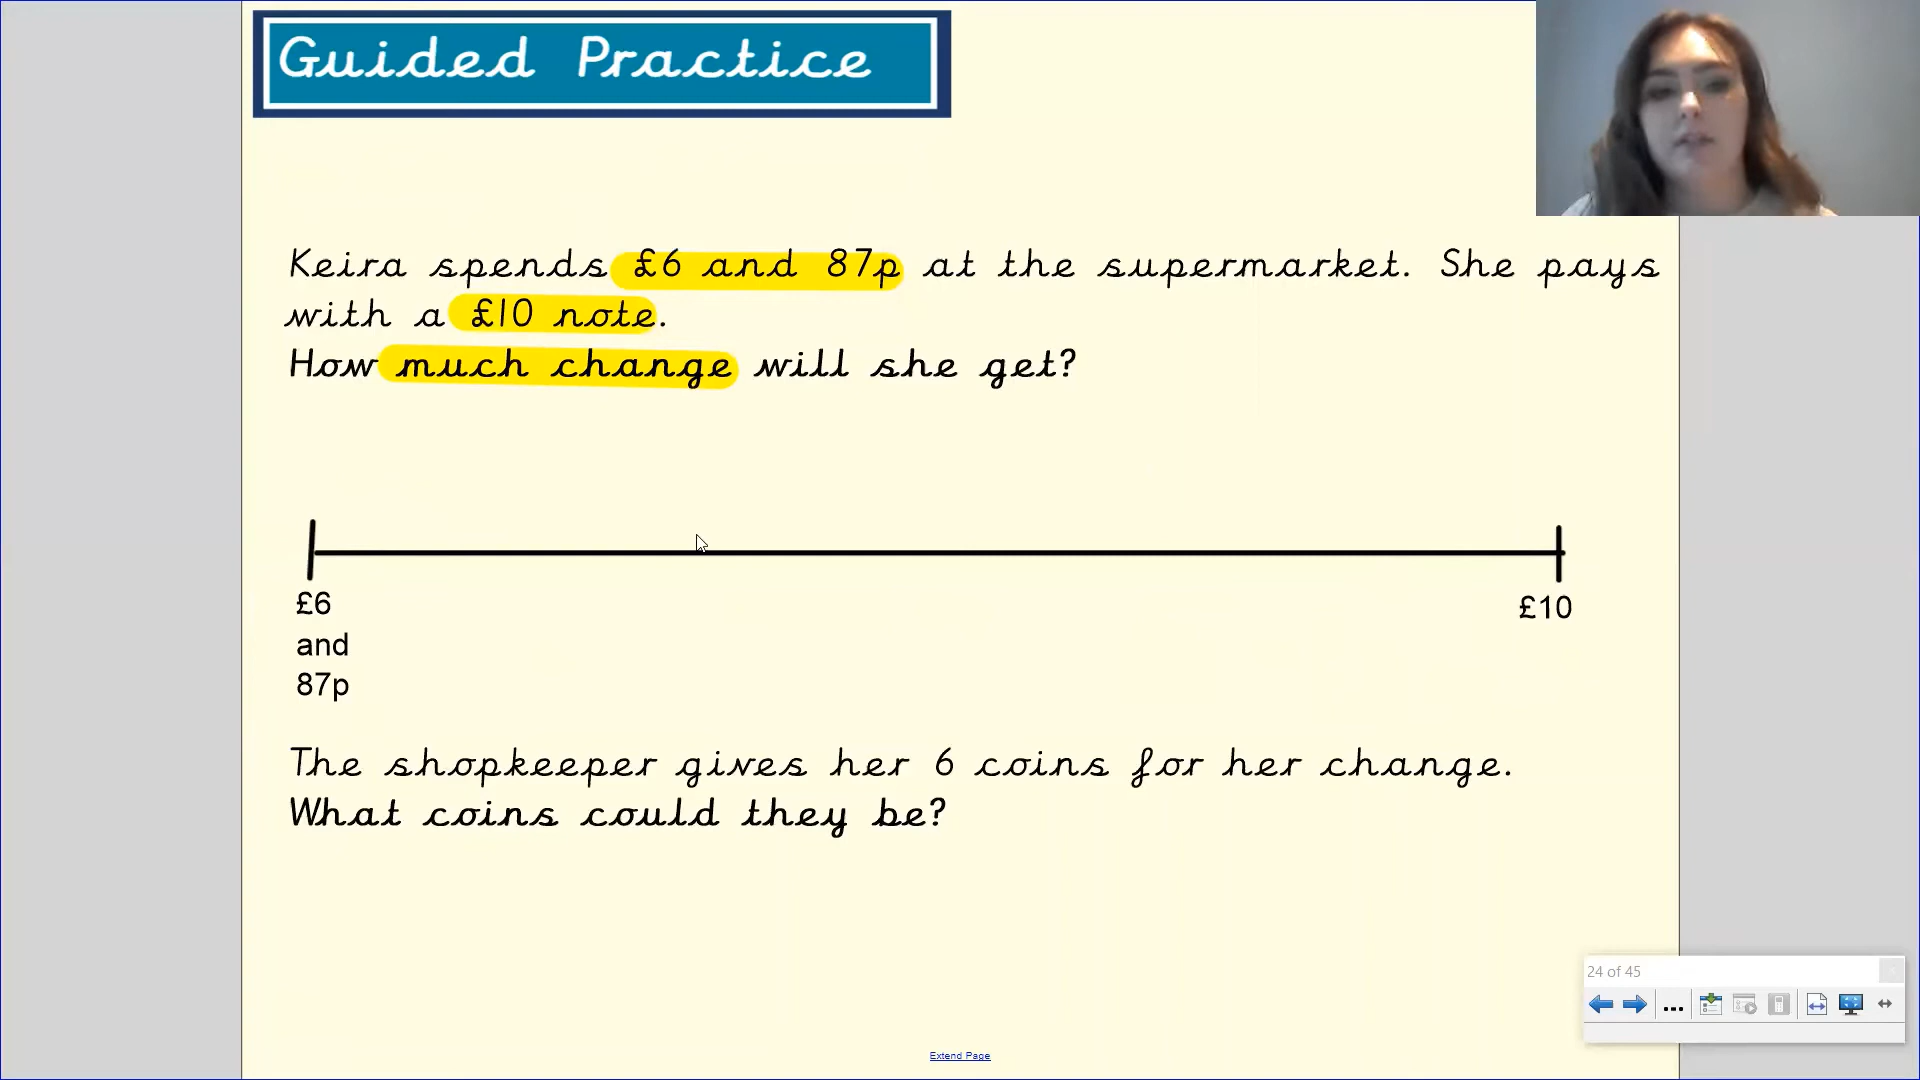 Guided Practice
Keira spends £6 and 87p at the supermarket. She pays
with a £10 note.
How much change will she get?
£6
and
87p
£10
The shopkeeper gives her 6 coins for her change.
What coins could they be?
24 of 45
...
Extend Page